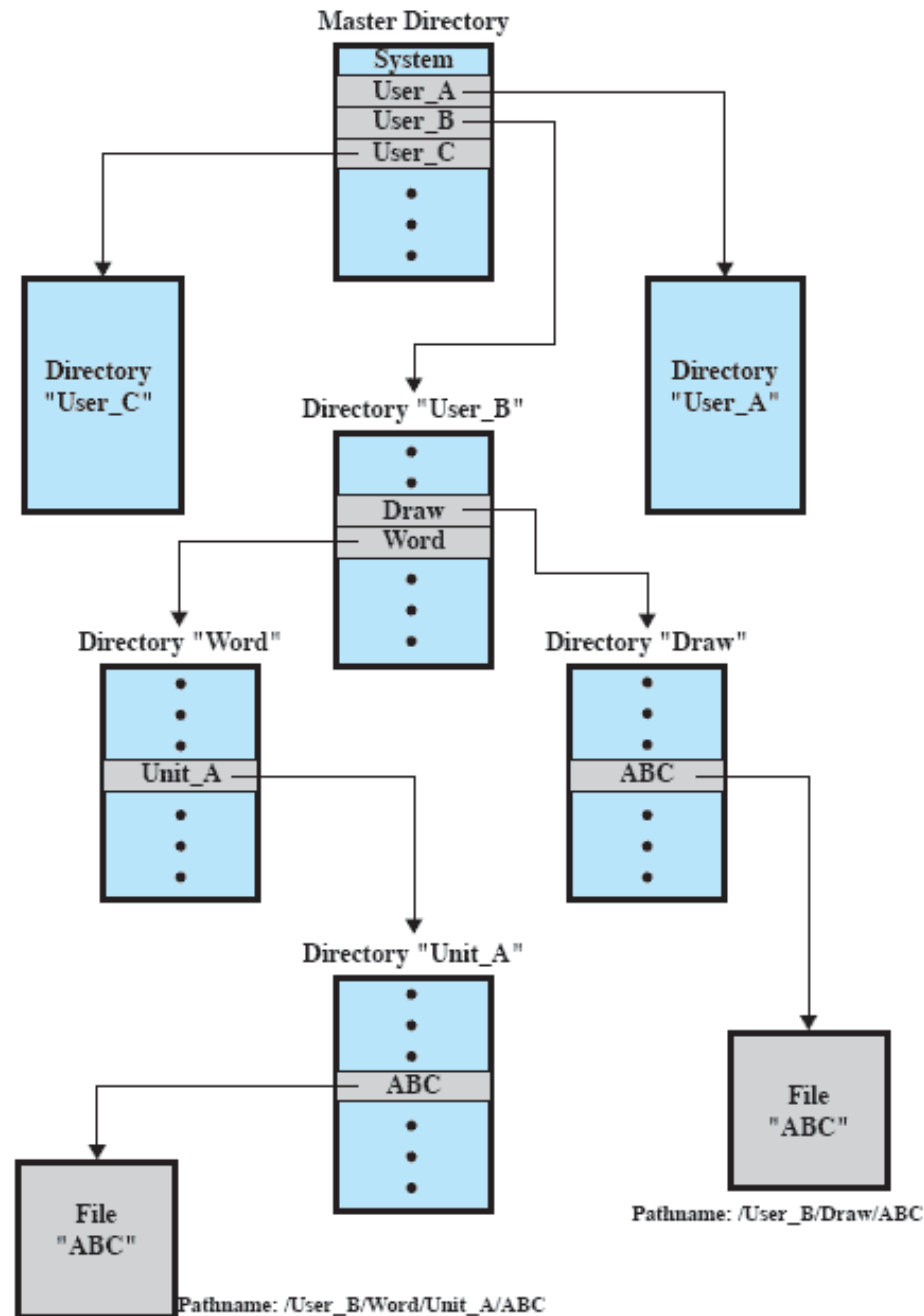 Master Directory
System
User_A
User_B
User_C
Directory
"User_C"
Directory
"User_A"
Directory "User_B"
Draw
Word
Directory "Word"
Directory "Draw"
Unit_A
ABC
Directory "Unit_A"
ABC
File
"ABC"
Pathname: /User_B/Draw/ABC
File
"ABC"
Pathname: /User_B/Word/Unit_A/ABC